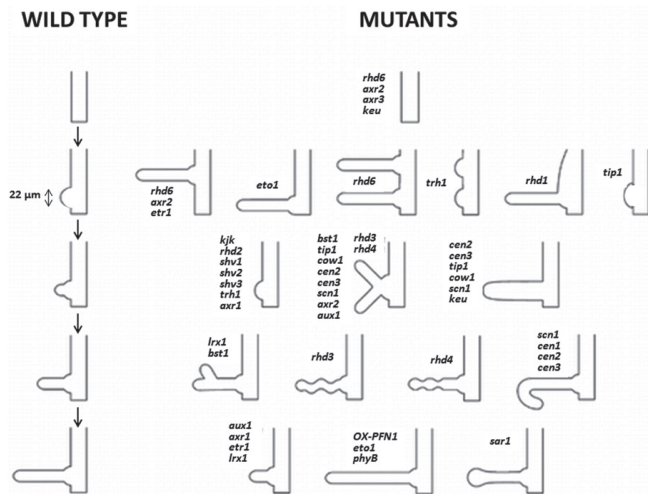 WILD TYPE
MUTANTS
rhd6
axr2
axr3
keu
22 µm
rhd6
axr2
etr1
eto1
rhd6
trh1
rhd1
tip1
kjk
rhd2
shv1
shv2
shv3
trh1
axr1
bst1
tip1
cow1
cen2
cen3
scn1
axr2
aux1
rhd3
rhd4
cen2
cen3
tip1
cow1
scn1
keu
lrx1
bst1
rhd3
rhd4
scn1
cen1
cen2
cen3
aux1
axr1
etr1
lrx1
OX-PFN1
eto1
phyB
sar1